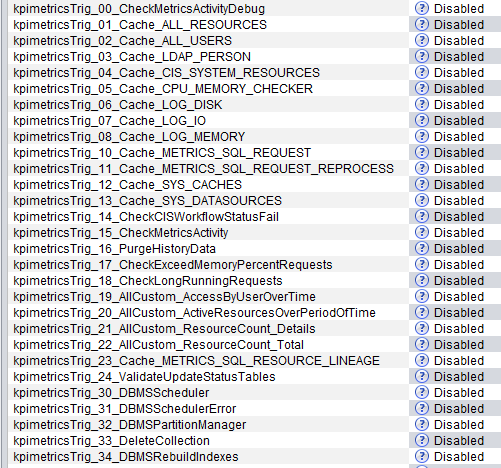 kpimetricsTrig_00_CheckMetricsActivityDebug Disabled
kpimetricsTrig_01_Cache_ALL_RESOURCES Disabled
kpimetricsTrig_02_Cache_ALL_USERS Disabled
kpimetricsTrig_03_Cache_LDAP_PERSON Disabled
kpimetricsTrig_04_Cache_CIS_SYSTEM_RESOURCES Disabled
kpimetricsTrig_05_Cache_CPU_MEMORY_CHECKER Disabled
kpimetricsTrig_06_Cache_LOG_DISK Disabled
kpimetricsTrig_07_Cache_LOG_IO Disabled
kpimetricsTrig_08_Cache_LOG_MEMORY Disabled
kpimetricsTrig_10_Cache_METRICS_SQL_REQUEST Disabled
kpimetricsTrig_11_Cache_METRICS_SQL_REQUEST_REPROCESS Disabled
kpimetricsTrig_12_Cache_SYS_CACHES Disabled
kpimetricsTrig_13_Cache_SYS_DATASOURCES Disabled
kpimetricsTrig_14_CheckCISWorkflowStatusFail Disabled
kpimetricsTrig_15_CheckMetricsActivity Disabled
kpimetricsTrig_16_PurgeHistoryData Disabled
kpimetricsTrig_17_CheckExceedMemoryPercentRequests Disabled
kpimetricsTrig_18_CheckLongRunningRequests Disabled
kpimetricsTrig_19_AllCustom_AccessByUserOverTime Disabled
kpimetricsTrig_20_AllCustom_ActiveResourcesOverPeriodOfTime Disabled
kpimetricsTrig_21_AllCustom_ResourceCount_Details Disabled
kpimetricsTrig_22_AllCustom_ResourceCount_Total Disabled
kpimetricsTrig_23_Cache_METRICS_SQL_RESOURCE_LINEAGE Disabled
kpimetricsTrig_24_ValidateUpdateStatusTables Disabled
kpimetricsTrig_30_DBMSScheduler Disabled
kpimetricsTrig_31_DBMSSchedulerError Disabled
kpimetricsTrig_32_DBMSPartitionManager Disabled
kpimetricsTrig_33_DeleteCollection Disabled
kpimetricsTrig_34_DBMSRebuildIndexes Disabled